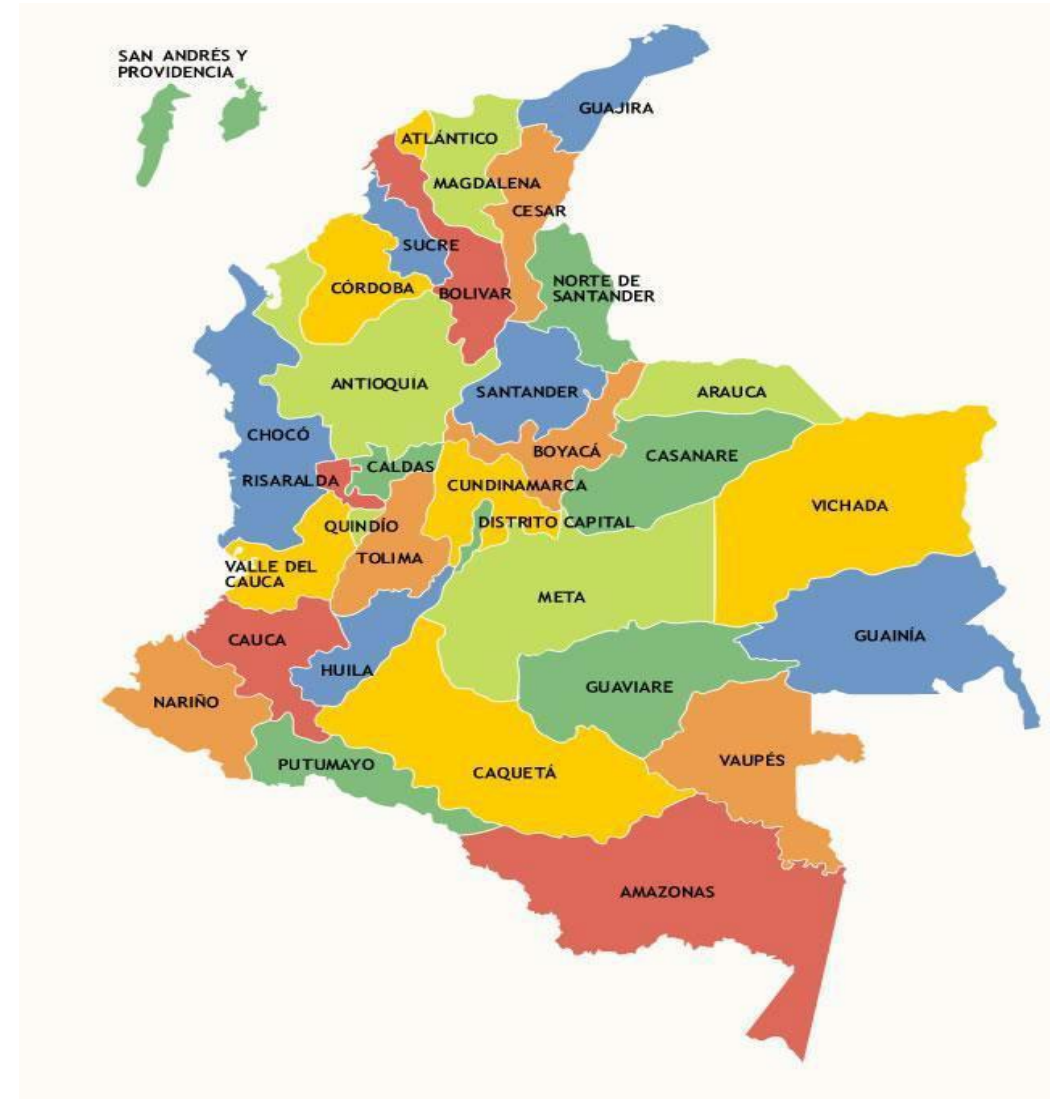 SAN ANDRÉS Y
PROVIDENCIA
GUAJIRA
ATLÁNTICO
MAGDALENA
CESAR
SUCRE
CÓRDOBA
BOLIVAR
NORTE DE
SANTANDER
ANTIOQUÍA
SANTANDER
ARAUCA
CHOCÓ
BOYACÁ
CASANARE
CALDAS
RISARALDA
CUNDINAMARCA
VICHADA
QUINDÍO
DISTRITO CAPITAL
TOLIMA
VALLE DEL
CAUCA
META
CAUCA
GUAINÍA
HUILA
GUAVIARE
NARIÑO
PUTUMAYO
CAQUETÁ
VAUPÉS
AMAZONAS